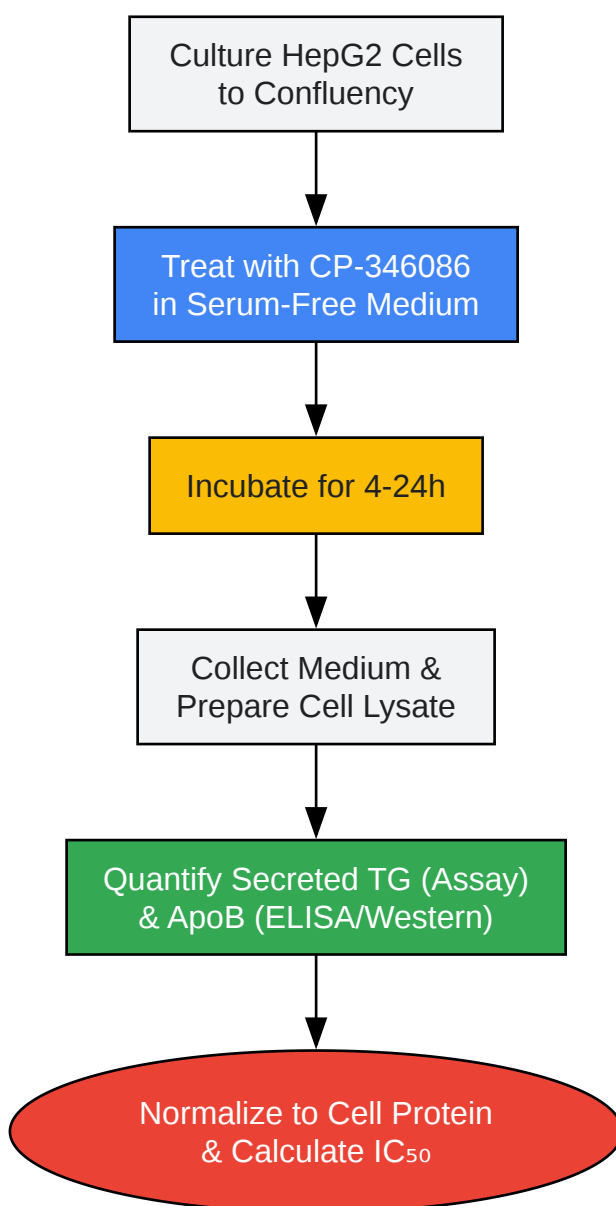 Culture HepG2 Cells
to Confluency
Treat with CP-346086
in Serum-Free Medium
Incubate for 4-24h
Collect Medium &
Prepare Cell Lysate
Quantify Secreted TG (Assay)
& ApoB (ELISA/Western)
Normalize to Cell Protein
& Calculate IC₅₀